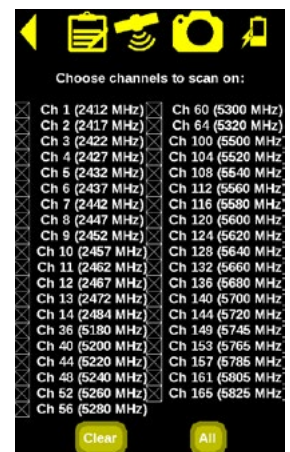 Choose channels to scan on:
Ch 1 (2412 MHz)
Ch 2 (2417 MHz)
Ch 3 (2422 MHz)
Ch 4 (2427 MHz)
Ch 5 (2432 MHz)
Ch 6 (2437 MHz)
Ch 7 (2442 MHz)
Ch 8 (2447 MHz)
Ch 9 (2452 MHz)
Ch 10 (2457 MHz)
Ch 11 (2462 MHz)
Ch 12 (2467 MHz)
Ch 13 (2472 MHz)
Ch 14 (2484 MHz)
Ch 36 (5180 MHz)
Ch 40 (5200 MHz)
Ch 44 (5220 MHz)
Ch 48 (5240 MHz)
Ch 52 (5260 MHz)
Ch 56 (5280 MHz)
Ch 60 (5300 MHz)
Ch 64 (5320 MHz)
Ch 100 (5500 MHz
Ch 104 (5520 MHz
Ch 108 (5540 MHz
Ch 112 (5560 MHz
Ch 116 (5580 MHz
Ch 120 (5600 MHz
Ch 124 (5620 MHz
Ch 128 (5640 MHz
Ch 132 (5660 MHz
Ch 136 (5680 MHz
Ch 140 (5700 MHz
Ch 144 (5720 MHz
Ch 149 (5745 MHz
Ch 153 (5765 MHz
Ch 157 (5785 MHz
Ch 161 (5805 MHz
Ch 165 (5825 MHz
Clear
All